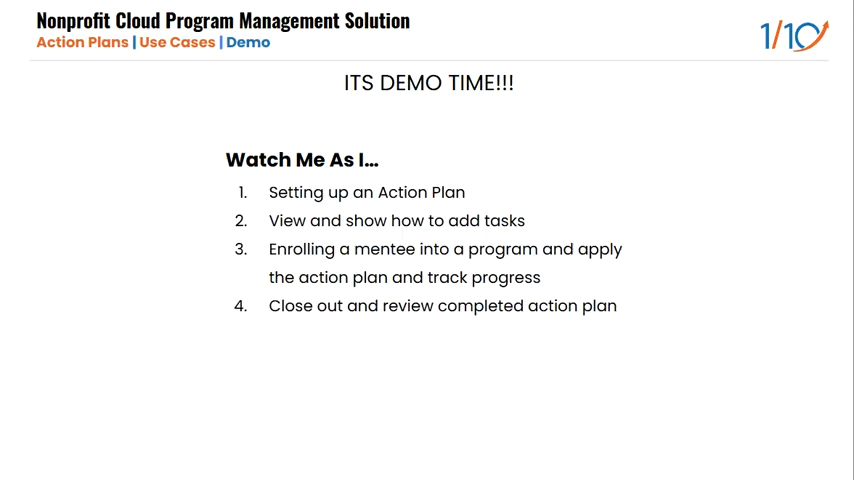 Nonprofit Cloud Program Management Solution
Action Plans | Use Cases | Demo
1/10
ITS DEMO TIME!!!
Watch Me As I...
1. Setting up an Action Plan
2. View and show how to add tasks
3. Enrolling a mentee into a program and apply
the action plan and track progress
4. Close out and review completed action plan